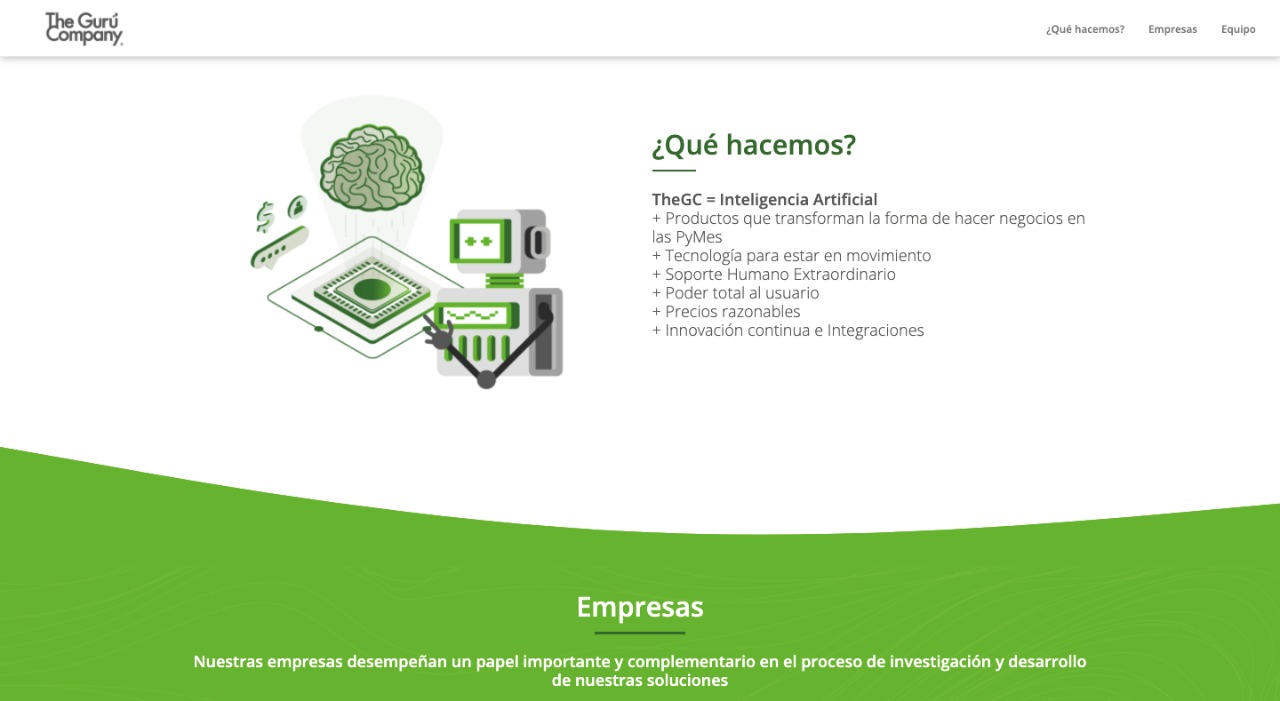 The Gurú
Company.
¿Qué hacemos?
Empresas
Equipo
¿Qué hacemos?
TheGC = Inteligencia Artificial
+ Productos que transforman la forma de hacer negocios en
las PyMes
+ Tecnología para estar en movimiento
+ Soporte Humano Extraordinario
+ Poder total al usuario
+ Precios razonables
+ Innovación continua e Integraciones
$
Empresas
Nuestras empresas desempeñan un papel importante y complementario en el proceso de investigación y desarrollo
de nuestras soluciones